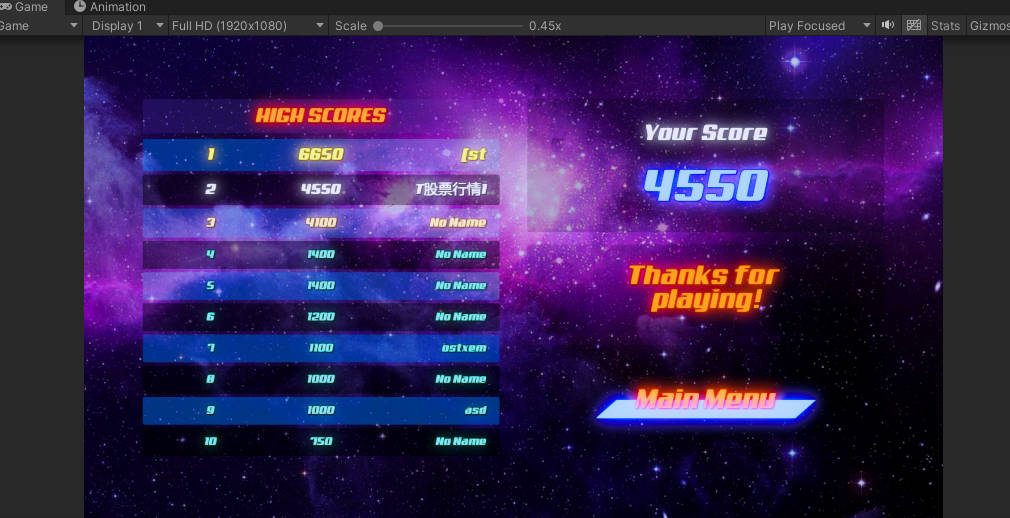 Game
Animation
Game
Display 1
Full HD (1920x1080)
Scale
0.45x
Play Focused
Stats
Gizmos
HIGH SCORES
1 6650 [st
2 4550 T股票行情1
3 4100 No Name
4 1400 No Name
5 1400 No Name
6 1200 No Name
7 1100 ostxem
8 1000 No Name
9 1000 asd
10 750 No Name
Your Score
4550
Thanks for
playing!
Main Menu